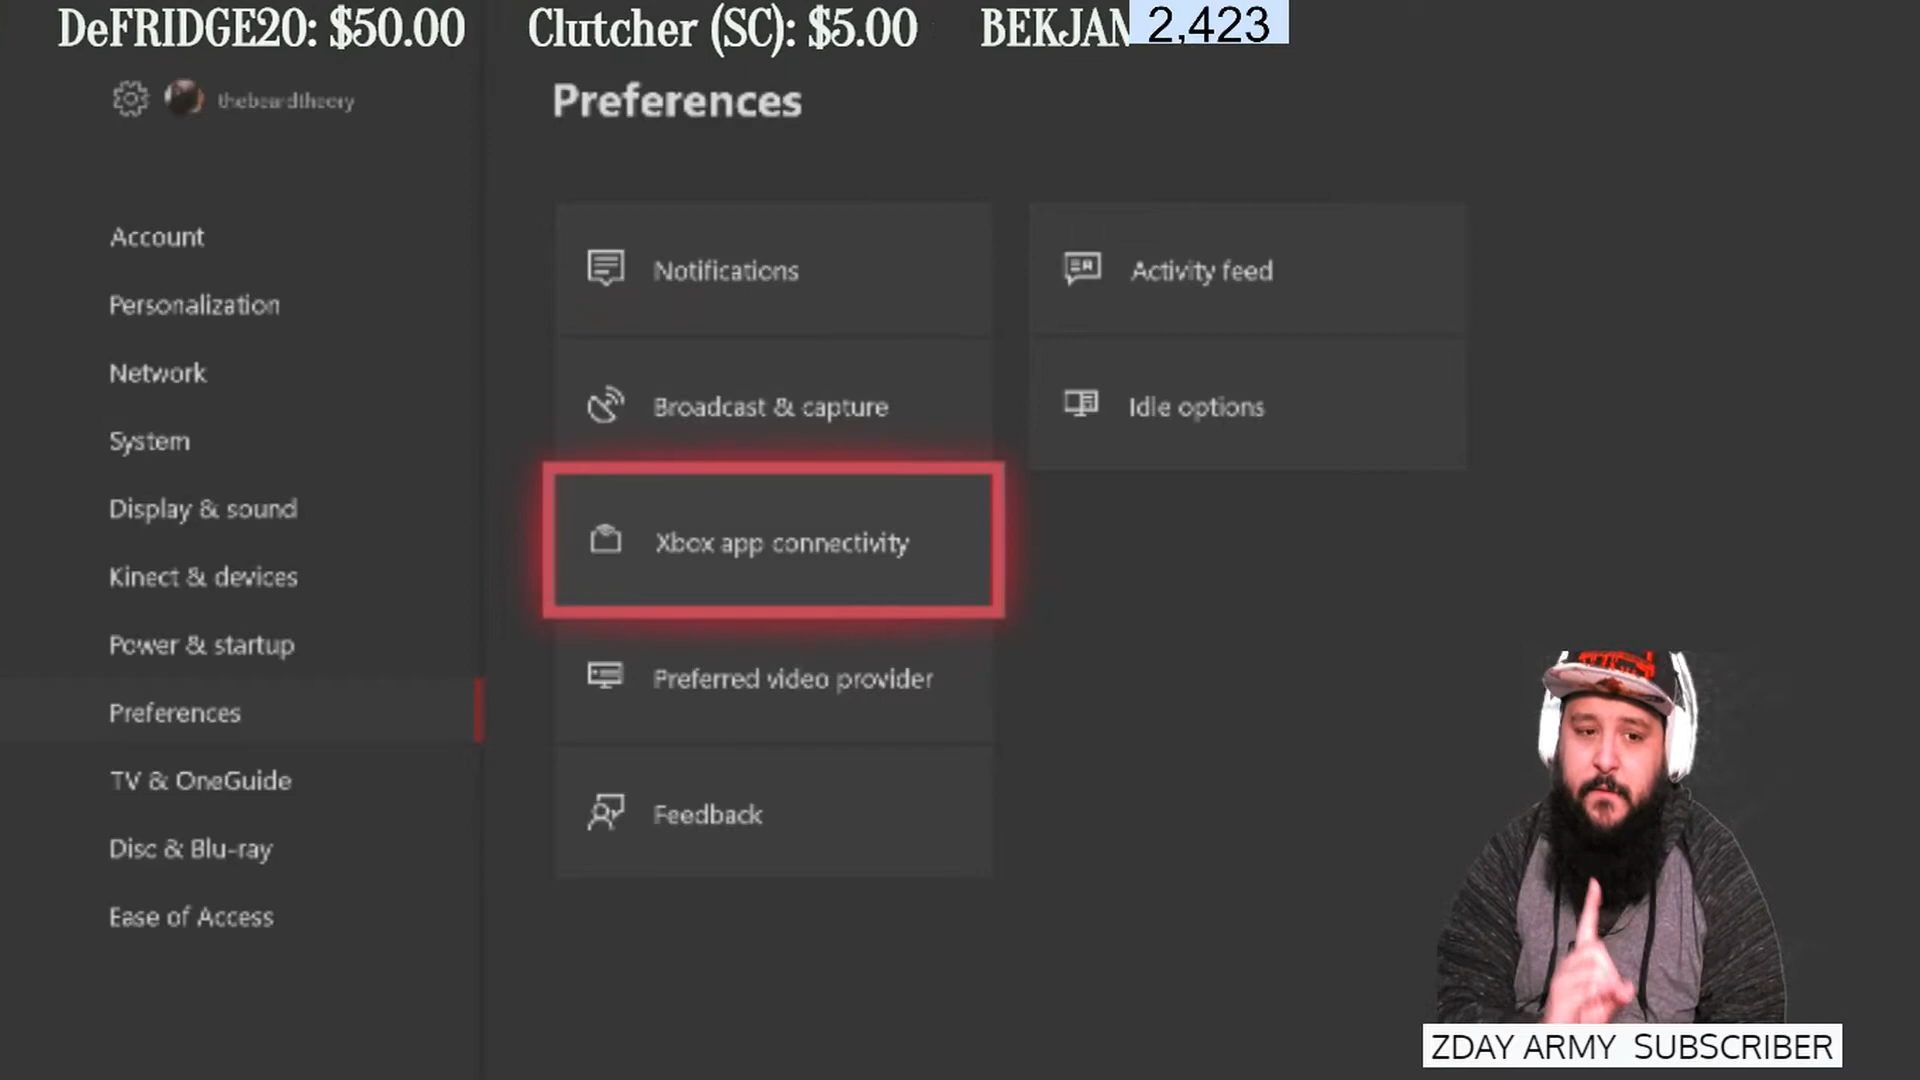 DeFRIDGE20: $50.00 Clutcher (SC): $5.00 BEKJAM 2,423
thebeardtheory
Preferences
Account
Personalization
Network
System
Display & sound
Kinect & devices
Power & startup
Preferences
TV & OneGuide
Disc & Blu-ray
Ease of Access
Notifications
Activity feed
Broadcast & capture
Idle options
Xbox app connectivity
Preferred video provider
Feedback
ZDAY ARMY SUBSCRIBER